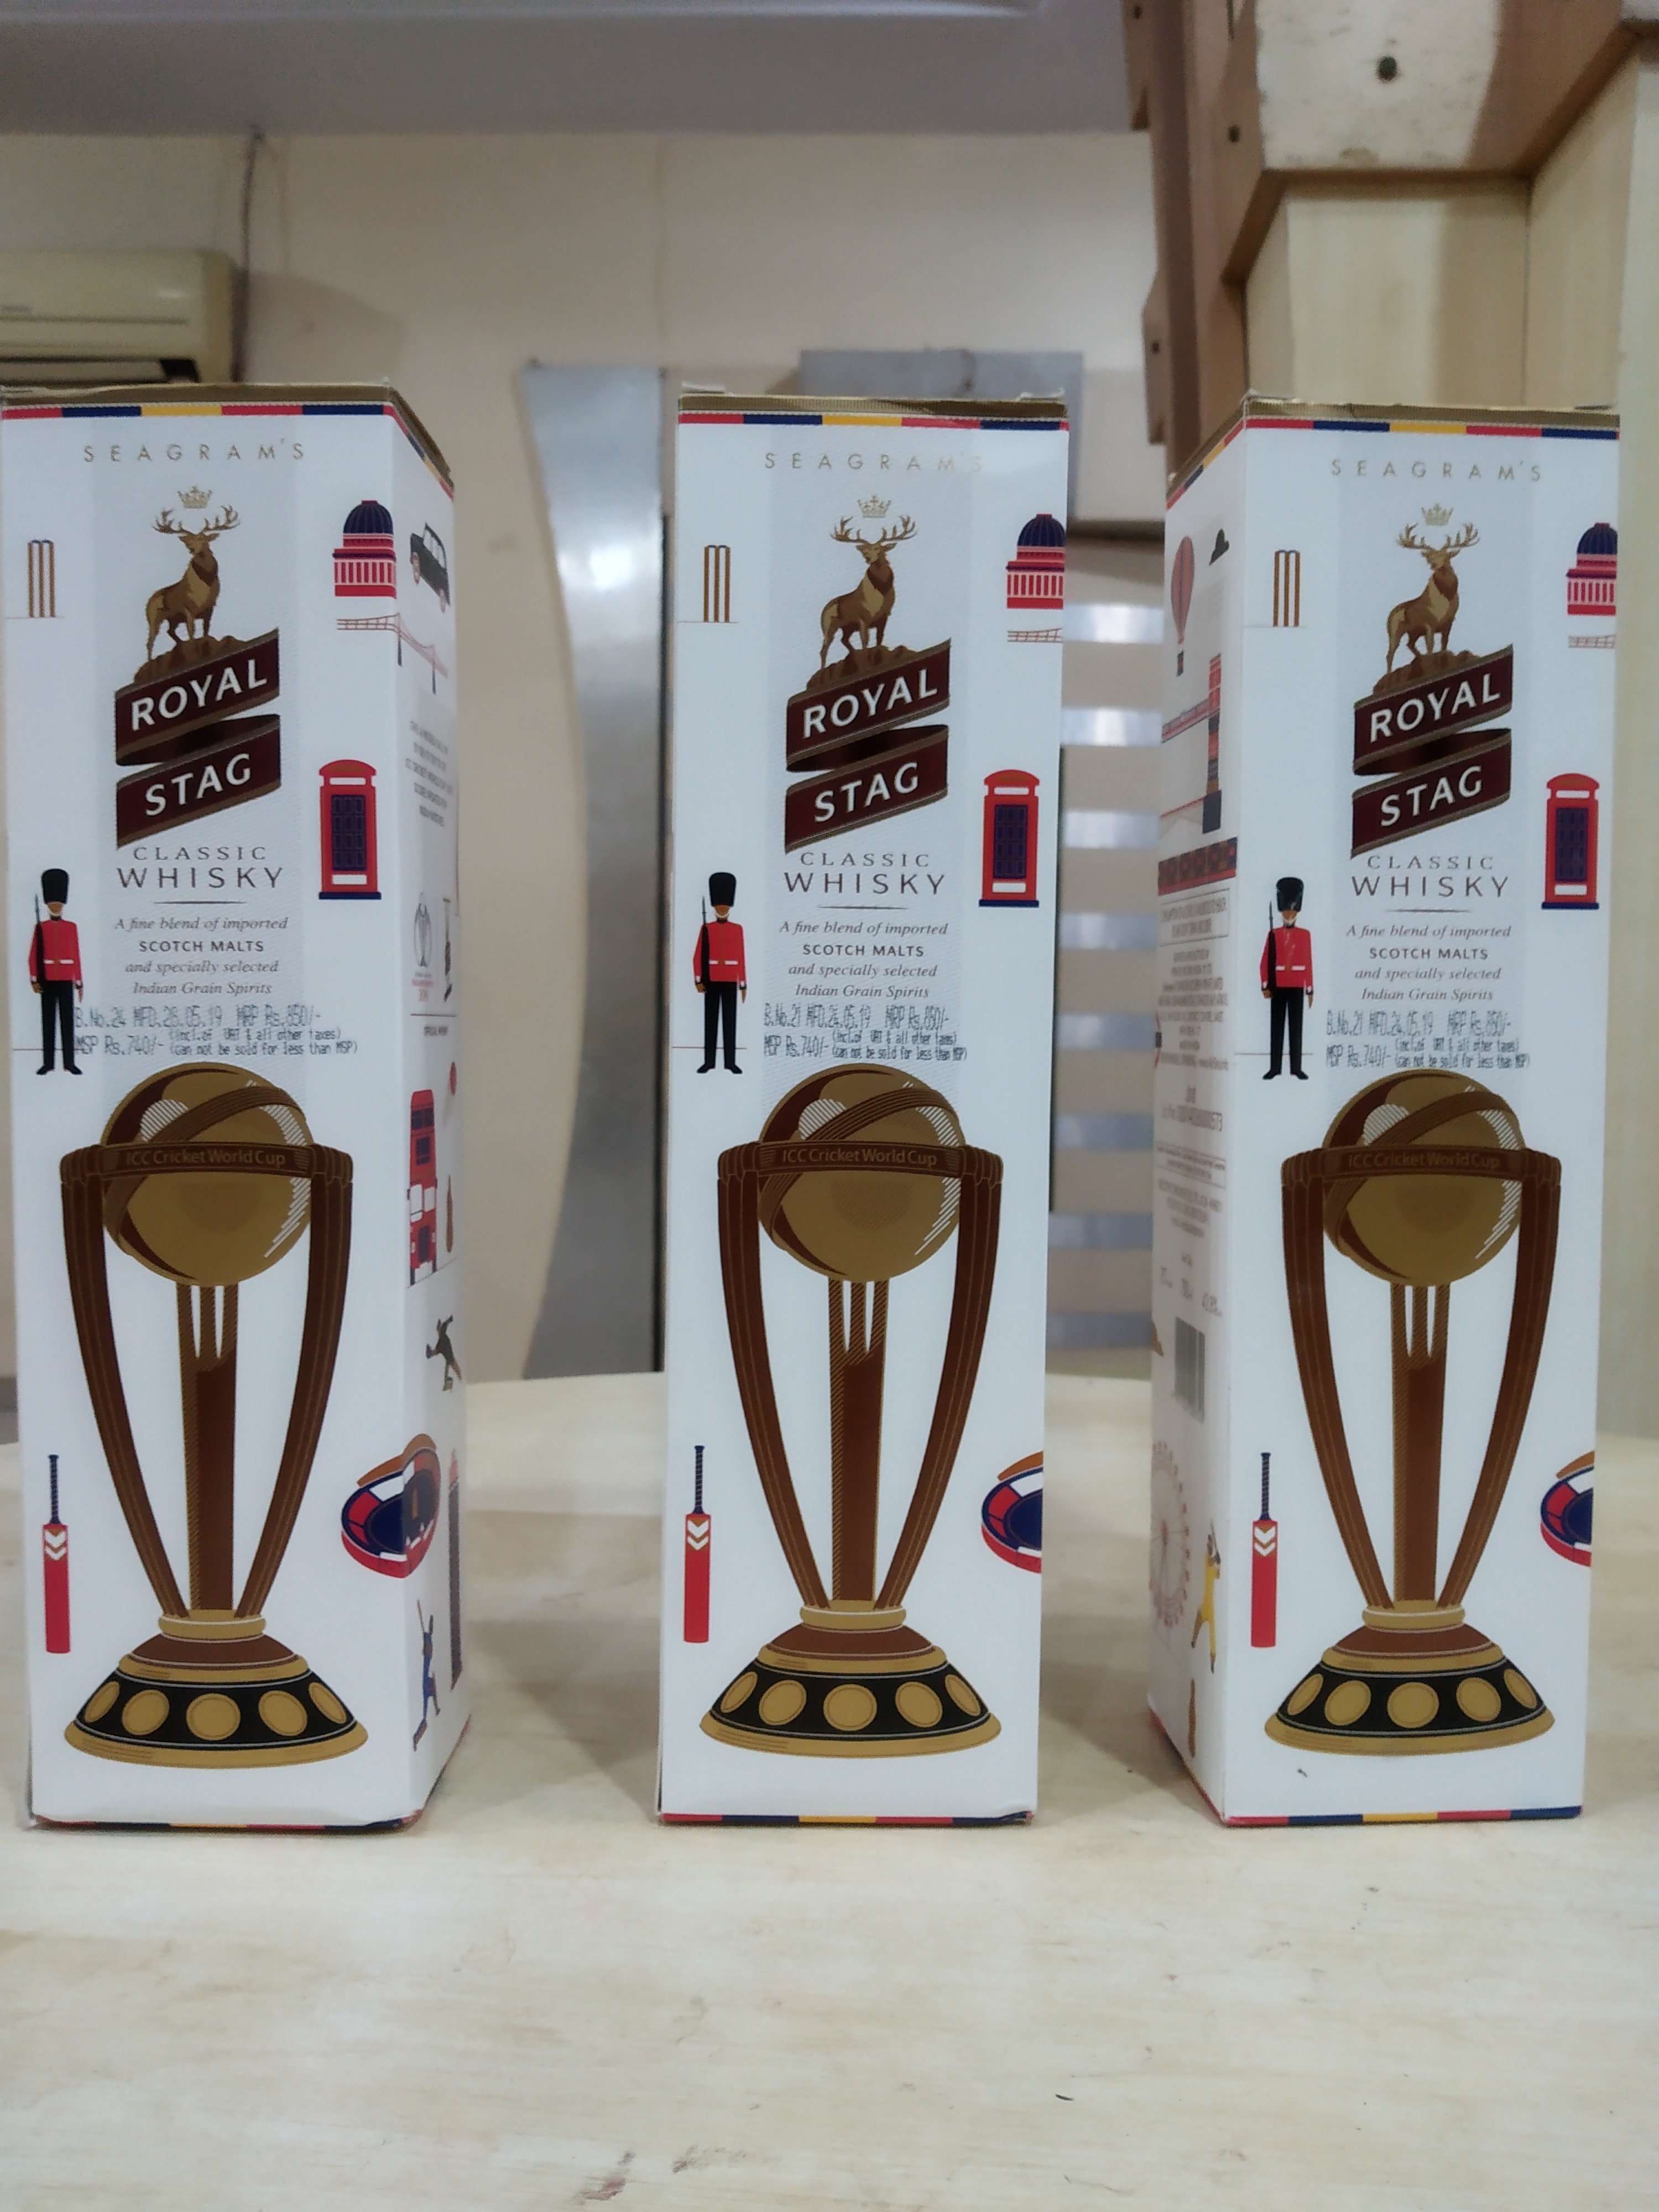 SEAGRAM'S
ROYAL
STAG
CLASSIC
WHISKY
A fine blend of imported
SCOTCH MALTS
and specially selected
Indian Grain Spirits
B.No.24 MFD.28.05.19 MRP Rs.850/-
MSP Rs.740/- (incl.of VAT & all other taxes)
(can not be sold for less than MSP)
ICC Cricket World Cup
SEAGRAM'S
ROYAL
STAG
CLASSIC
WHISKY
A fine blend of imported
SCOTCH MALTS
and specially selected
Indian Grain Spirits
B.No.21 MFD.24.05.19 MRP Rs.850/-
MSP Rs.740/- (incl.of VAT & all other taxes)
(can not be sold for less than MSP)
ICC Cricket World Cup
SEAGRAM'S
ROYAL
STAG
CLASSIC
WHISKY
A fine blend of imported
SCOTCH MALTS
and specially selected
Indian Grain Spirits
B.No.21 MFD.24.05.19 MRP Rs.850/-
MSP Rs.740/- (incl.of VAT & all other taxes)
(can not be sold for less than MSP)
ICC Cricket World Cup